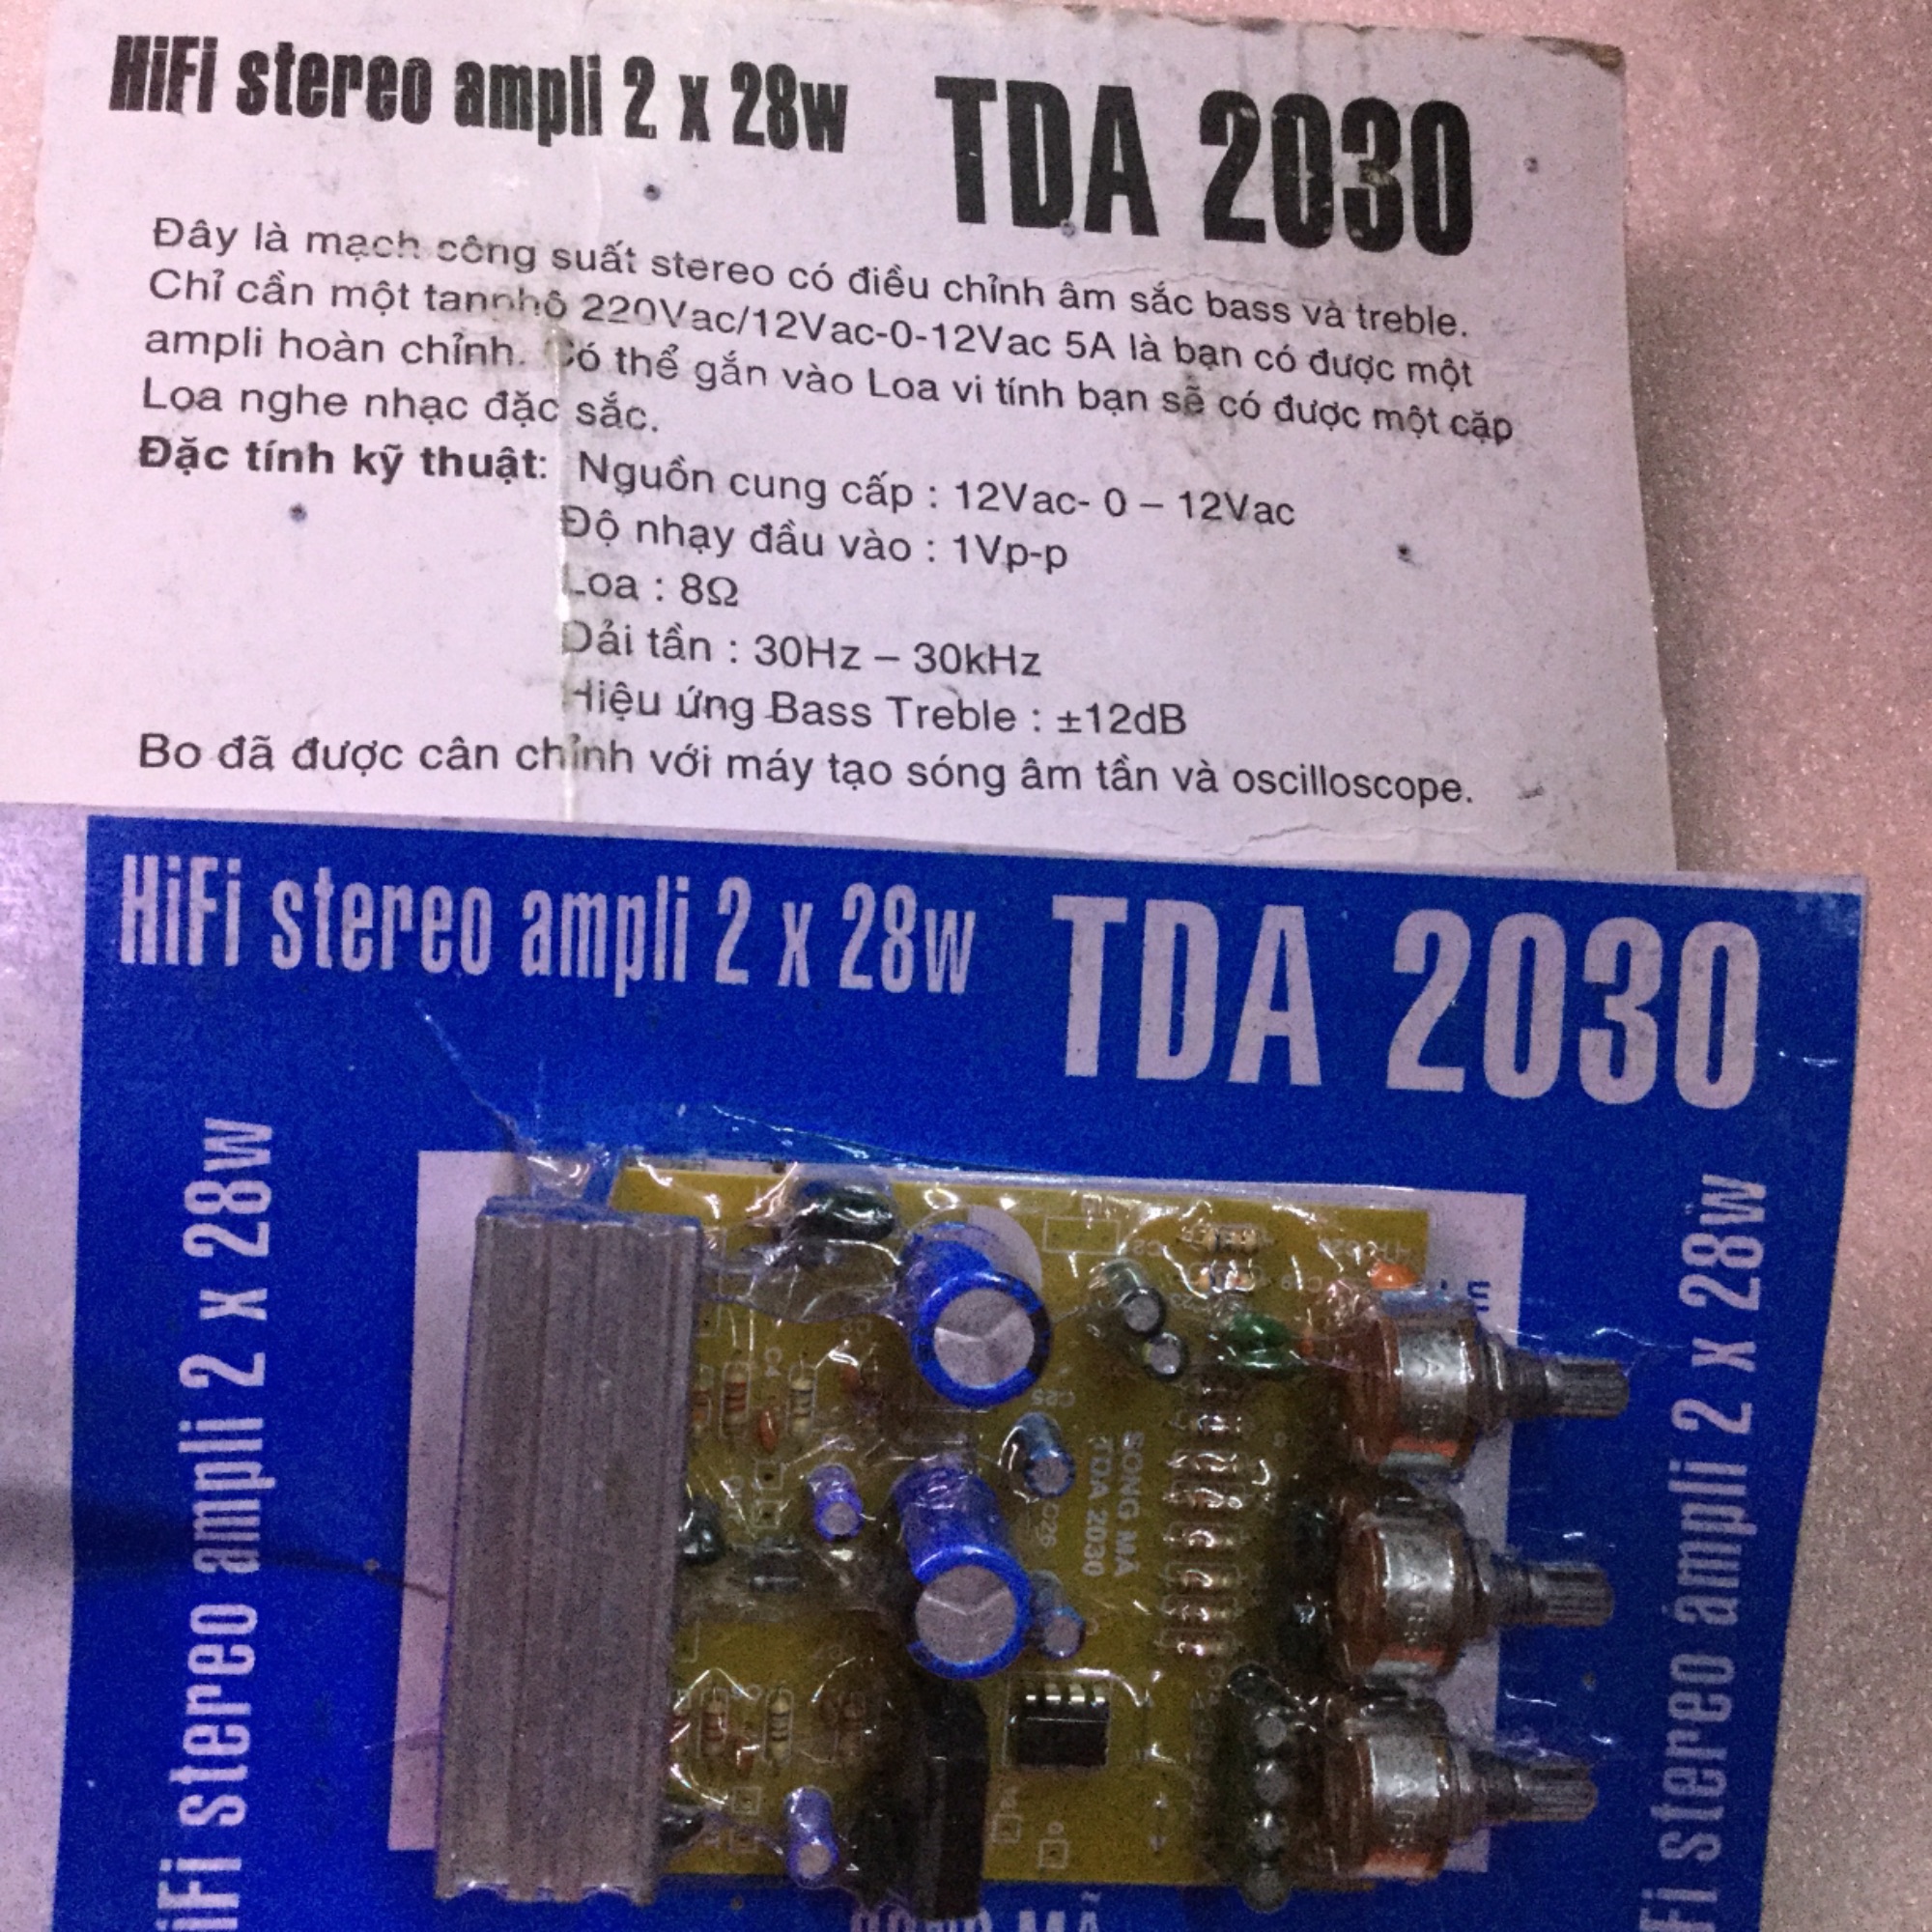 HiFi stereo ampli 2 x 28w TDA 2030
Đây là mạch công suất stereo có điều chỉnh âm sắc bass và treble.
Chỉ cần một tannhô 220Vac/12Vac-0-12Vac 5A là bạn có được một
ampli hoàn chỉnh. Có thể gắn vào Loa vi tính bạn sẽ có được một cặp
Loa nghe nhạc đặc sắc.
Đặc tính kỹ thuật: Nguồn cung cấp : 12Vac- 0 – 12Vac
Độ nhạy đầu vào : 1Vp-p
Loa : 8Ω
Dải tần : 30Hz – 30kHz
Hiệu ứng Bass Treble : ±12dB
Bo đã được cân chỉnh với máy tạo sóng âm tần và oscilloscope.
HiFi stereo ampli 2 x 28w TDA 2030
HiFi stereo ampli 2 x 28w
SONG MÃ
TDA 2030
C4
C26
Fi stereo ampli 2 x 28w